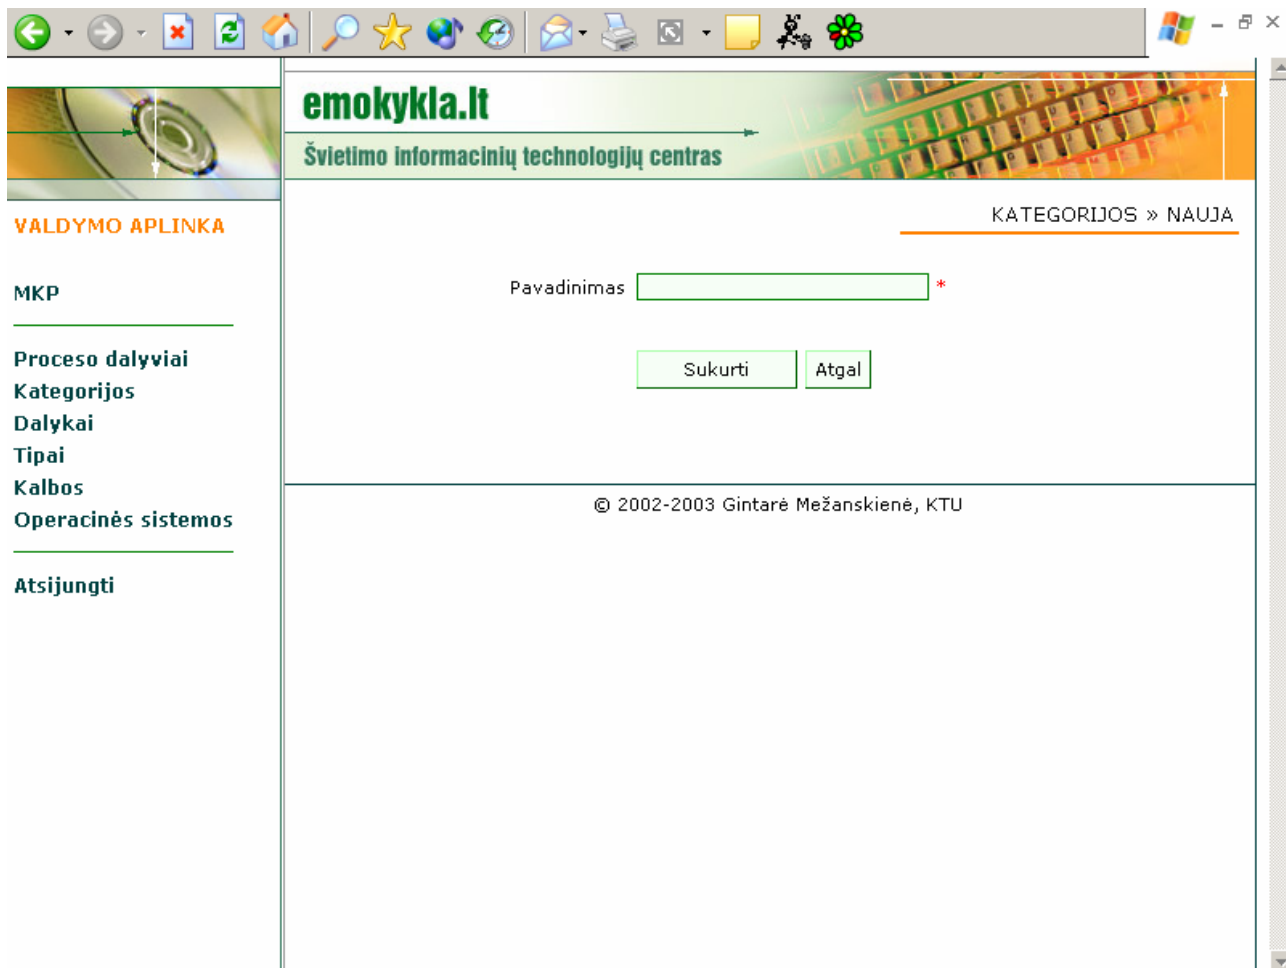 emokykla.lt
Švietimo informacinių technologijų centras
VALDYMO APLINKA
MKP
Proceso dalyviai
Kategorijos
Dalykai
Tipai
Kalbos
Operacinės sistemos
Atsijungti
KATEGORIJOS » NAUJA
Pavadinimas *
Sukurti Atgal
© 2002-2003 Gintarė Mežanskienė, KTU